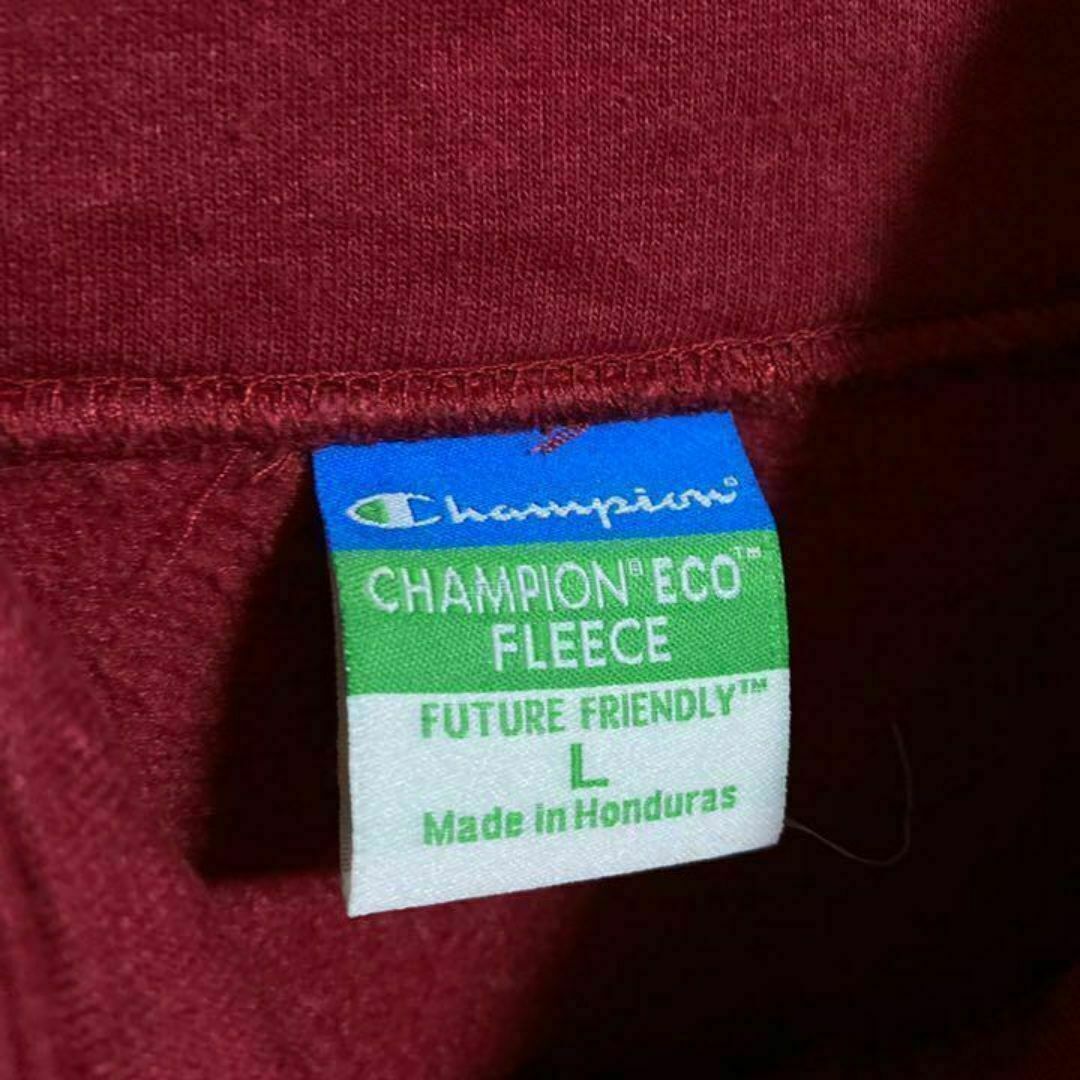 Champion®
CHAMPION® ECO™
FLEECE
FUTURE FRIENDLY™
L
Made in Honduras